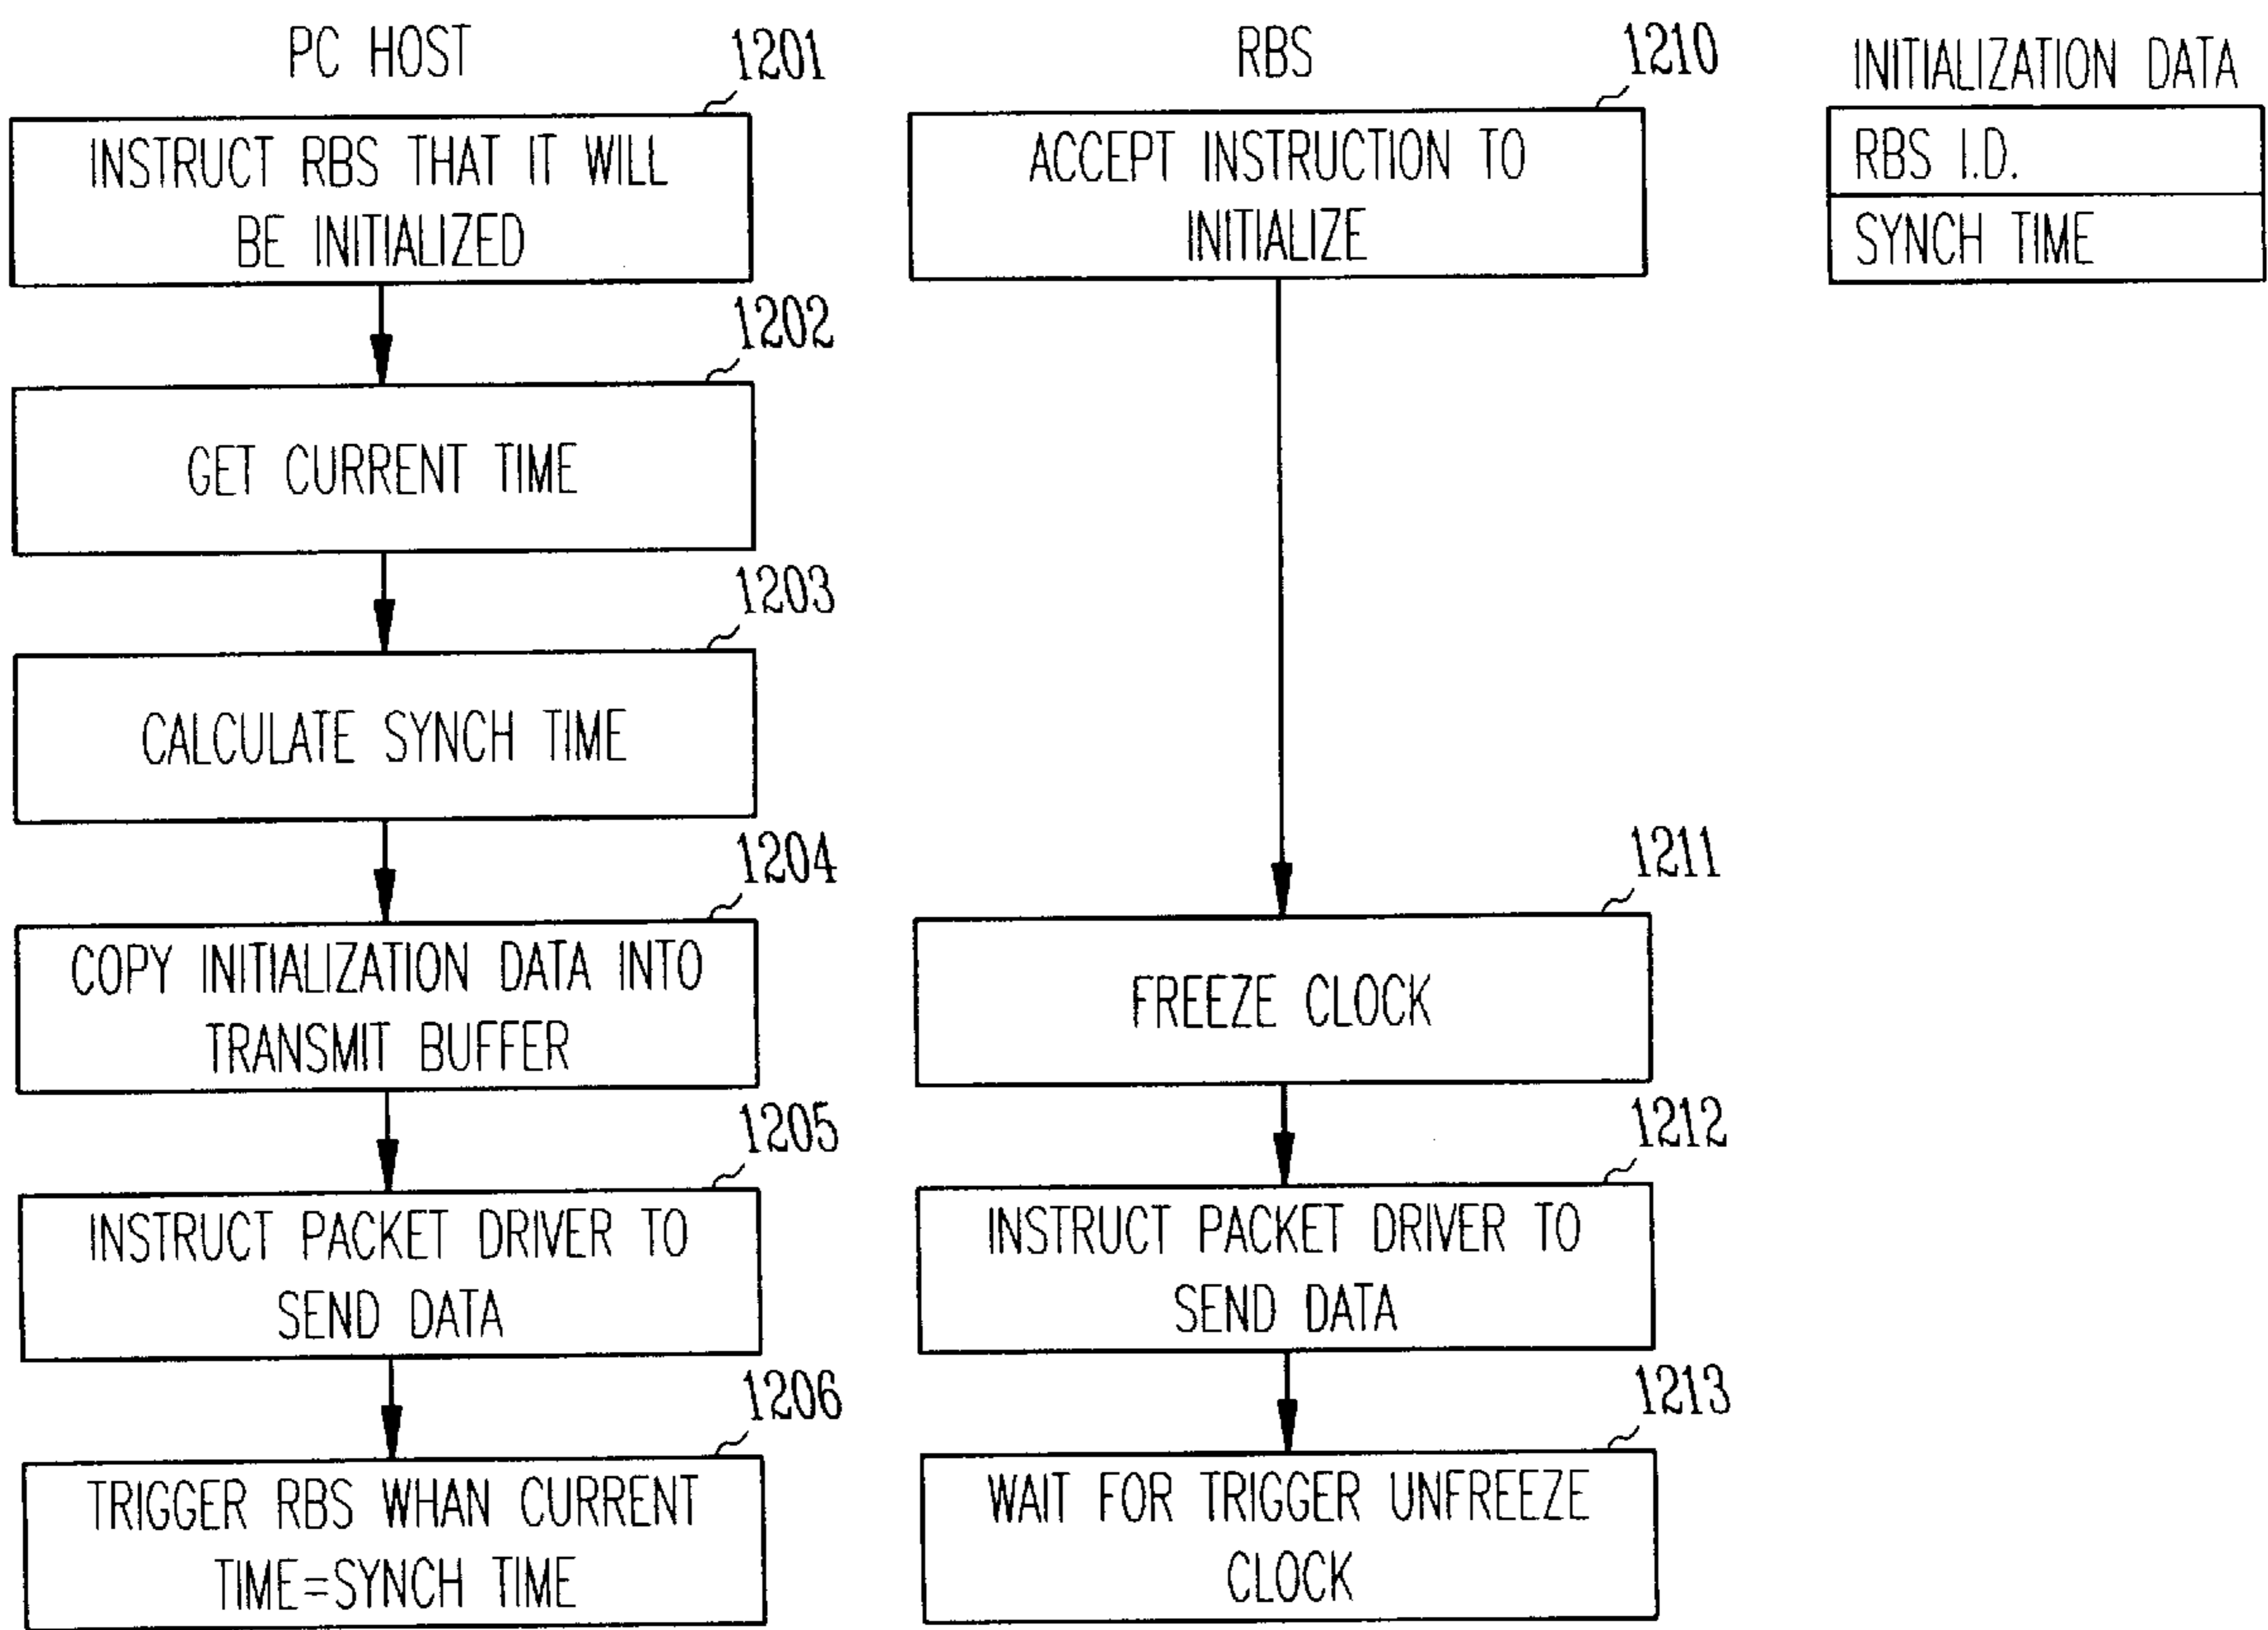 PC HOST
1201
INSTRUCT RBS THAT IT WILL
BE INITIALIZED
1202
GET CURRENT TIME
1203
CALCULATE SYNCH TIME
1204
COPY INITIALIZATION DATA INTO
TRANSMIT BUFFER
1205
INSTRUCT PACKET DRIVER TO
SEND DATA
1206
TRIGGER RBS WHAN CURRENT
TIME=SYNCH TIME
RBS
1210
ACCEPT INSTRUCTION TO
INITIALIZE
1211
FREEZE CLOCK
1212
INSTRUCT PACKET DRIVER TO
SEND DATA
1213
WAIT FOR TRIGGER UNFREEZE
CLOCK
INITIALIZATION DATA
RBS I.D.
SYNCH TIME